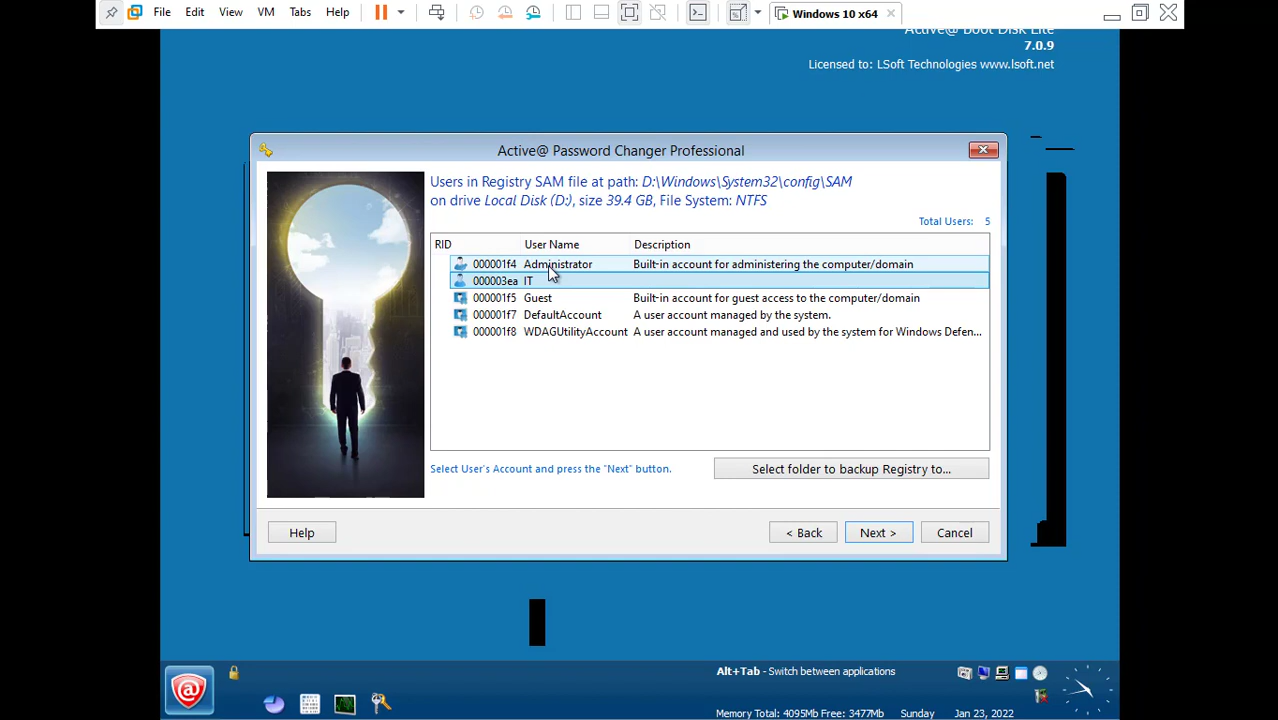 File Edit View VM Tabs Help Windows 10 x64
Active@ Boot Disk Lite
7.0.9
Licensed to: LSoft Technologies www.lsoft.net
Active@ Password Changer Professional
Users in Registry SAM file at path: D:\Windows\System32\config\SAM
on drive Local Disk (D:), size 39.4 GB, File System: NTFS
Total Users: 5
RID User Name Description
000001f4 Administrator Built-in account for administering the computer/domain
000003ea IT
000001f5 Guest Built-in account for guest access to the computer/domain
000001f7 DefaultAccount A user account managed by the system.
000001f8 WDAGUtilityAccount A user account managed and used by the system for Windows Defen...
Select User's Account and press the "Next" button. Select folder to backup Registry to...
Help < Back Next > Cancel
Alt+Tab - Switch between applications
Memory Total: 4095Mb Free: 3477Mb Sunday Jan 23, 2022